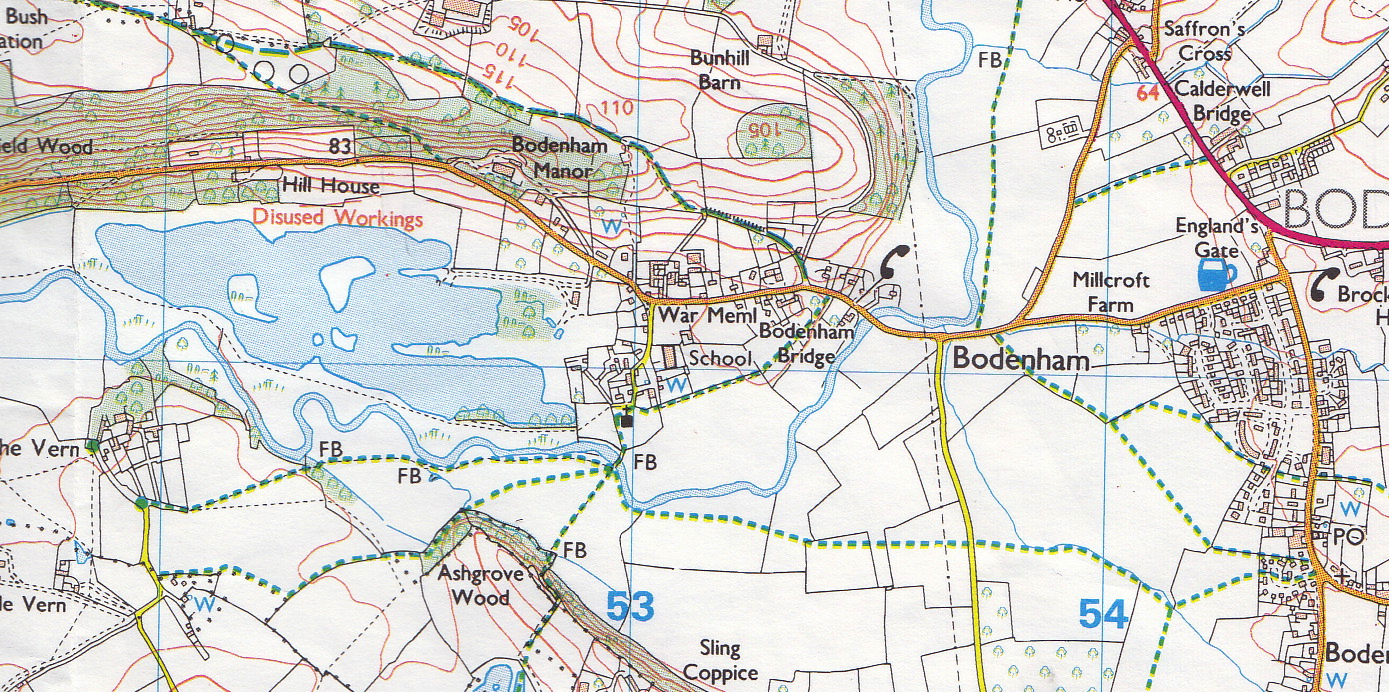 Bush
ation
105
110
115
110
105
Bunhill
Barn
FB
Saffron's
Cross
64
Calderwell
Bridge
ield Wood
83
Hill House
Bodenham
Manor
Disused Workings
W
BOD
England's
Gate
Millcroft
Farm
Brock
H
War Meml
Bodenham
Bridge
School
W
Bodenham
he Vern
FB
FB
FB
FB
W
PO
Ashgrove
Wood
le Vern
W
53
54
Sling
Coppice
Boden
W